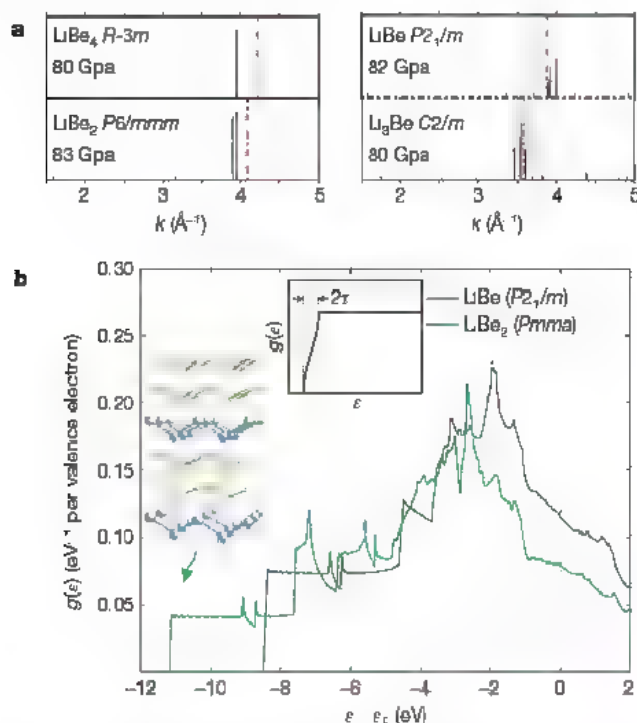 a
LiBe₄ R-3m
80 Gpa
LiBe₂ P6/mmm
83 Gpa
2 3 4 5
k (Å⁻¹)
LiBe P2₁/m
82 Gpa
Li₃Be C2/m
80 Gpa
2 3 4 5
k (Å⁻¹)
b
0.30
0.25
0.20
0.15
0.10
0.05
g(ε) (eV⁻¹ per valence electron)
2τ
g(ε)
ε
LiBe (P2₁/m)
LiBe₂ (Pmma)
−12 −10 −8 −6 −4 −2 0 2
ε ε_F (eV)